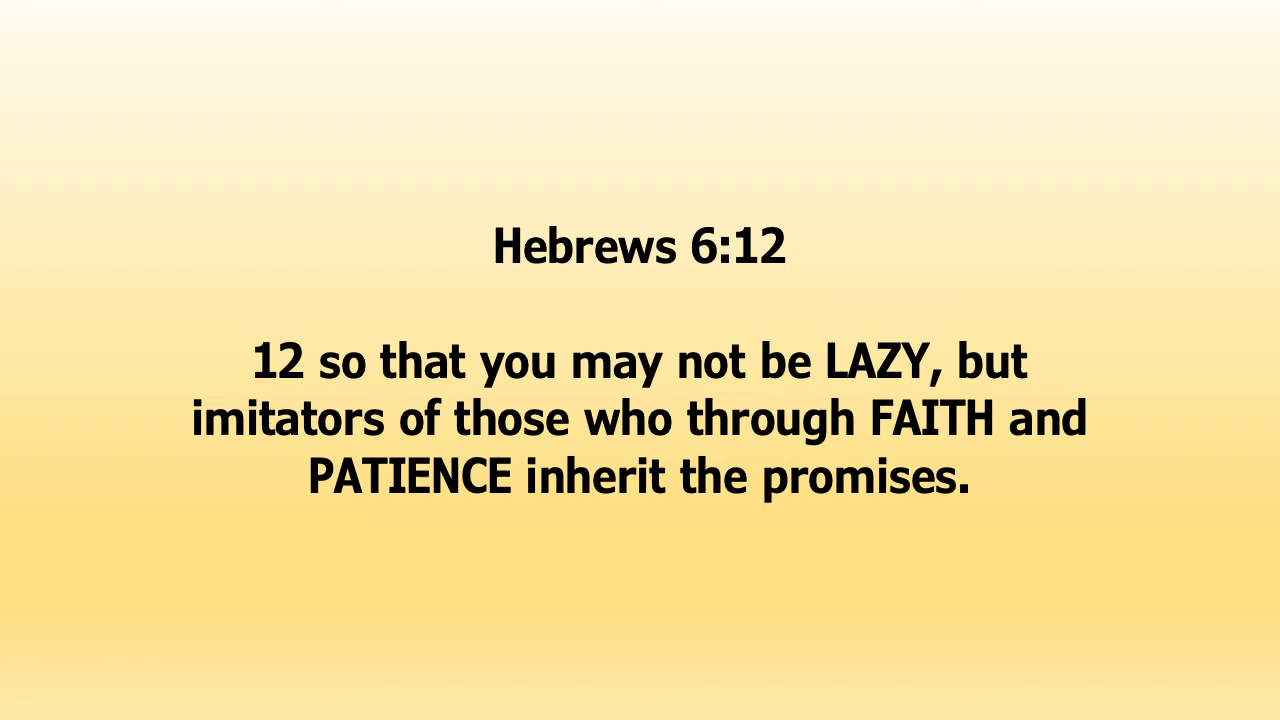 Hebrews 6:12
12 so that you may not be LAZY, but
imitators of those who through FAITH and
PATIENCE inherit the promises.